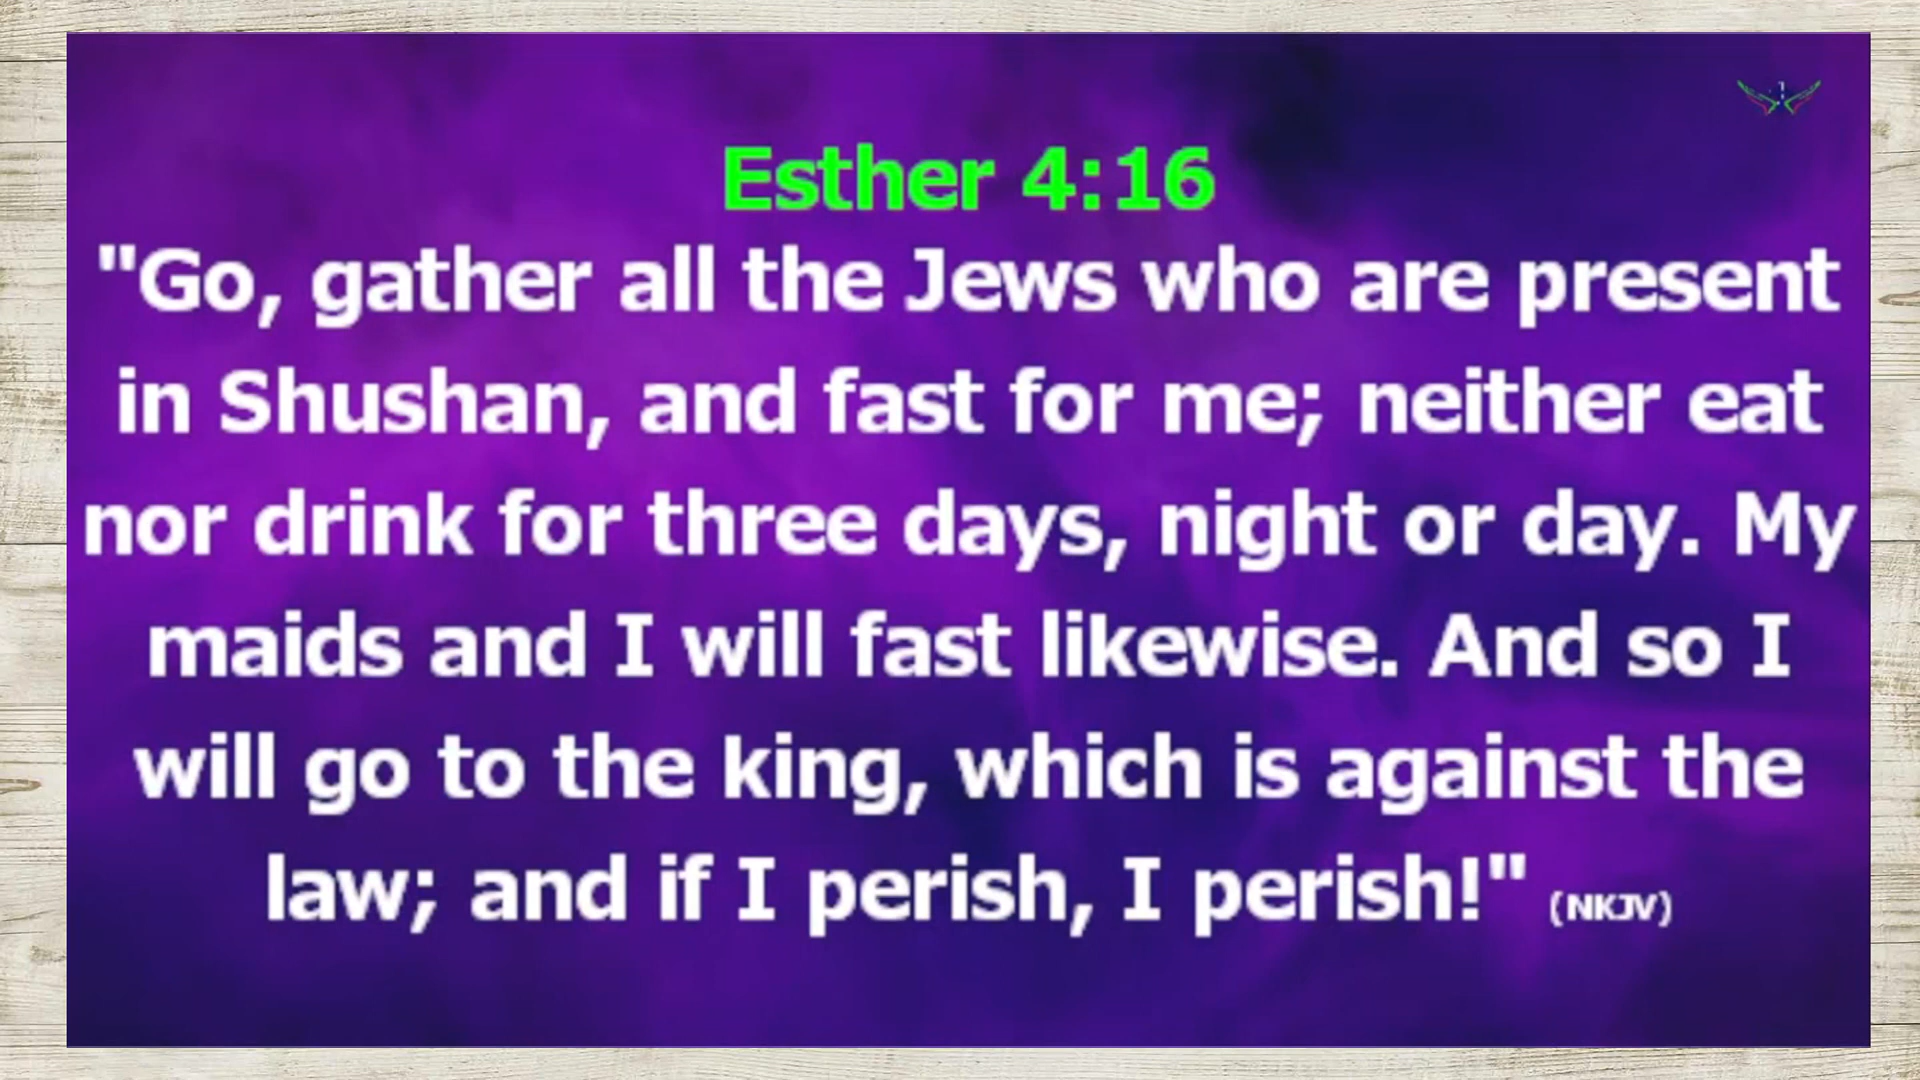 Esther 4:16
"Go, gather all the Jews who are present
in Shushan, and fast for me; neither eat
nor drink for three days, night or day. My
maids and I will fast likewise. And so I
will go to the king, which is against the
law; and if I perish, I perish!" (NKJV)